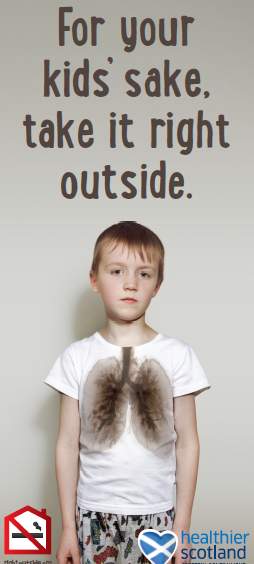 For your
kids' sake,
take it right
outside.
healthier
scotland